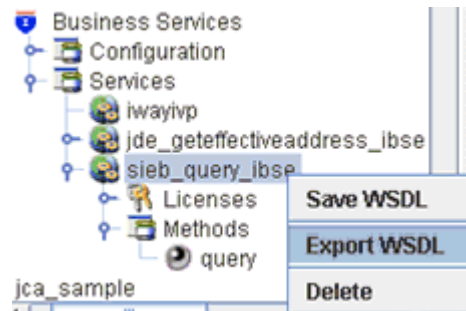 Business Services
Configuration
Services
iwayivp
jde_geteffectiveaddress_ibse
sieb_query_ibse
Licenses
Save WSDL
Methods
Export WSDL
query
jca_sample
Delete